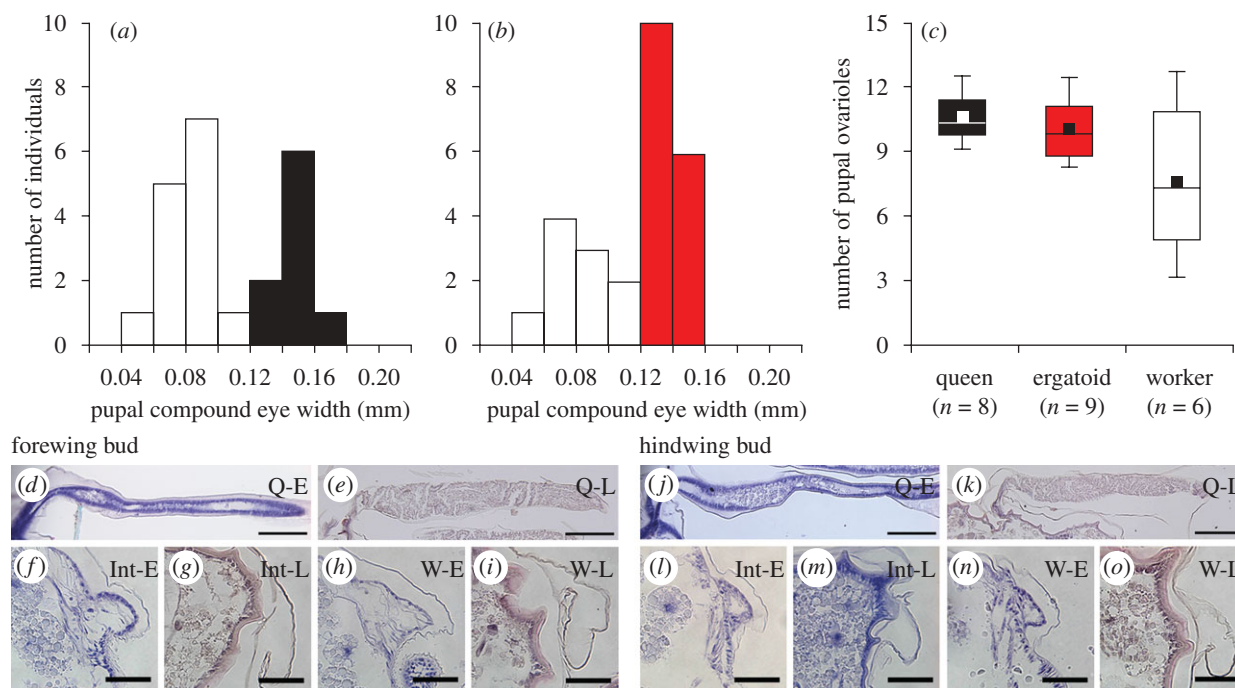 (a)
10
8
6
4
2
0
number of individuals
0.04 0.08 0.12 0.16 0.20
pupal compound eye width (mm)
(b)
10
8
6
4
2
0
0.04 0.08 0.12 0.16 0.20
pupal compound eye width (mm)
(c)
15
12
9
6
3
0
number of pupal ovarioles
queen ergatoid worker
(n = 8) (n = 9) (n = 6)
forewing bud
(d) Q-E
(e) Q-L
(f) Int-E
(g) Int-L
(h) W-E
(i) W-L
hindwing bud
(j) Q-E
(k) Q-L
(l) Int-E
(m) Int-L
(n) W-E
(o) W-L